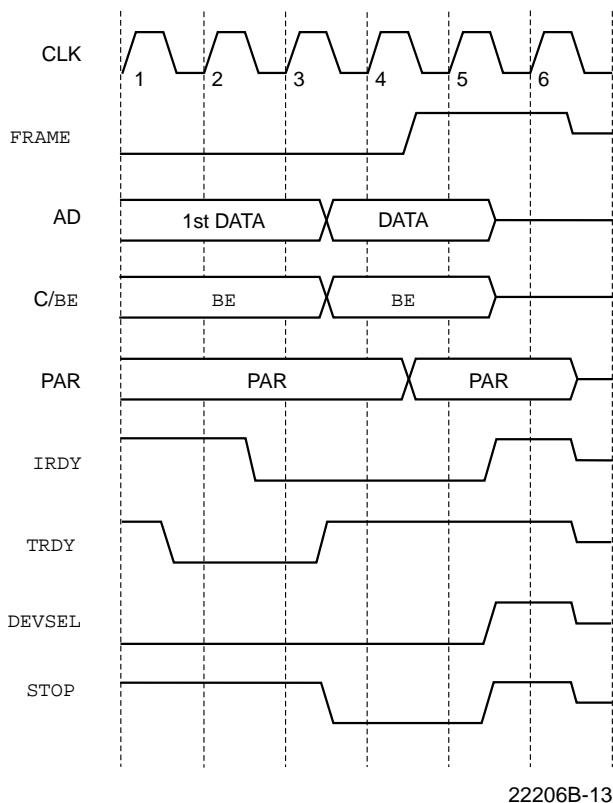 CLK
1 2 3 4 5 6
FRAME
AD 1st DATA DATA
C/BE BE BE
PAR PAR PAR
IRDY
TRDY
DEVSEL
STOP
22206B-13